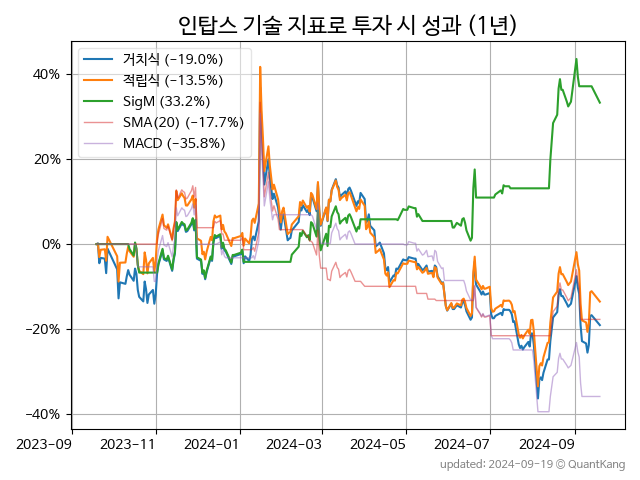 인탑스 기술 지표로 투자 시 성과 (1년)
거치식 (−19.0%)
적립식 (−13.5%)
SigM (33.2%)
SMA(20) (−17.7%)
MACD (−35.8%)
40%
20%
0%
−20%
−40%
2023-09 2023-11 2024-01 2024-03 2024-05 2024-07 2024-09
updated: 2024-09-19 @ QuantKang